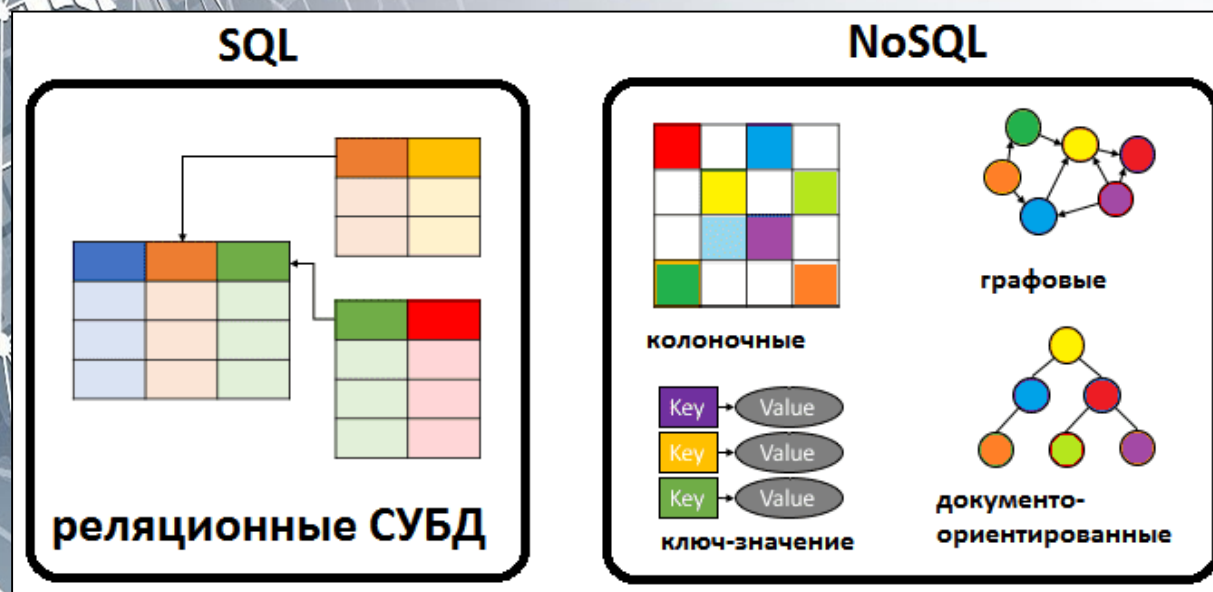 SQL
реляционные СУБД
NoSQL
колоночные
графовые
Key Value
Key Value
Key Value
ключ-значение
документо-
ориентированные